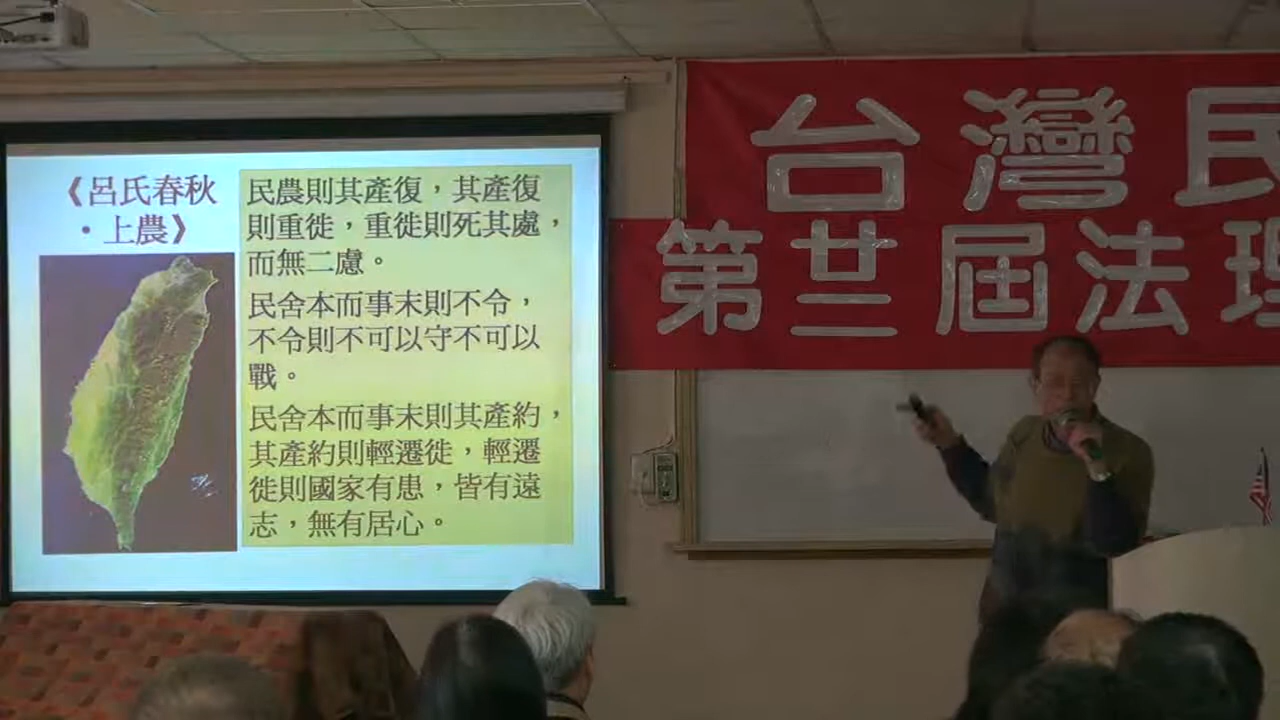 《呂氏春秋
・上農》
民農則其產復，其產復
則重徙，重徙則死其處，
而無二慮。
民舍本而事末則不令，
不令則不可以守不可以
戰。
民舍本而事末則其產約，
其產約則輕遷徙，輕遷
徙則國家有患，皆有遠
志，無有居心。
台灣民
第廿二屆法理